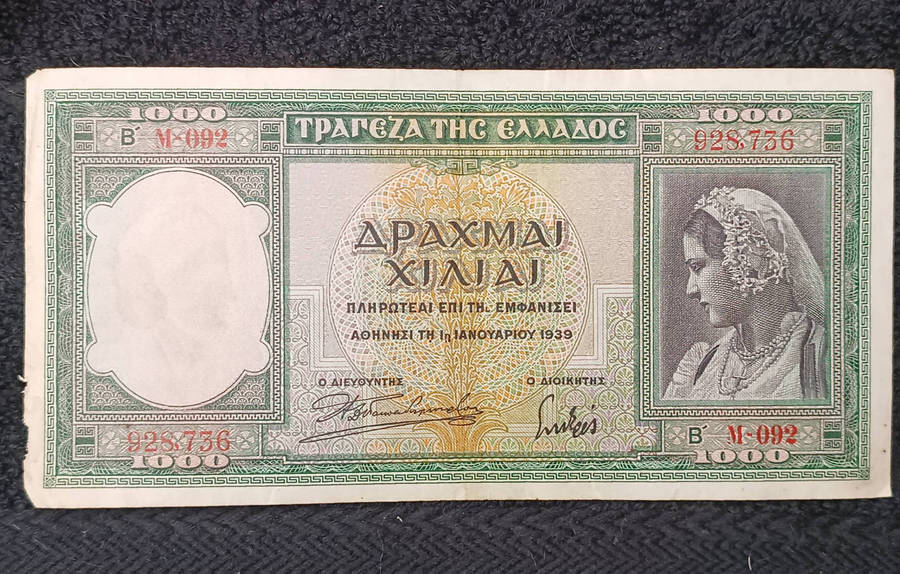 1000 1000
Β΄ Μ-092 ΤΡΑΠΕΖΑ ΤΗΣ ΕΛΛΑΔΟΣ 928,736
ΔΡΑΧΜΑΙ
ΧΙΛΙΑΙ
ΠΛΗΡΩΤΕΑΙ ΕΠΙ ΤΗι ΕΜΦΑΝΙΣΕΙ
ΑΘΗΝΗΣΙ ΤΗ 1η ΙΑΝΟΥΑΡΙΟΥ 1939
Ο ΔΙΕΥΘΥΝΤΗΣ Ο ΔΙΟΙΚΗΤΗΣ
928,736 Β΄ Μ-092
1000 1000